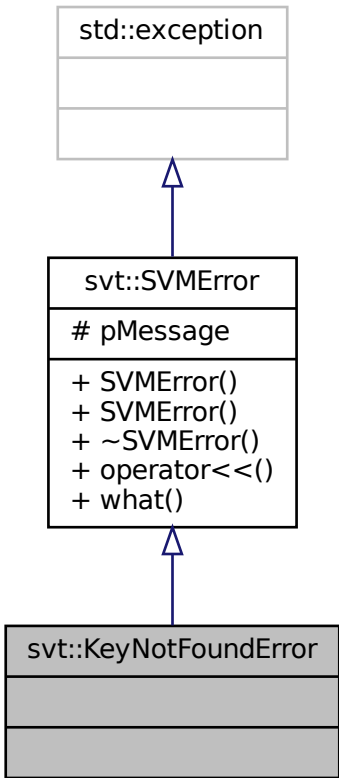 std::exception
svt::SVMError
# pMessage
+ SVMError()
+ SVMError()
+ ~SVMError()
+ operator<<()
+ what()
svt::KeyNotFoundError